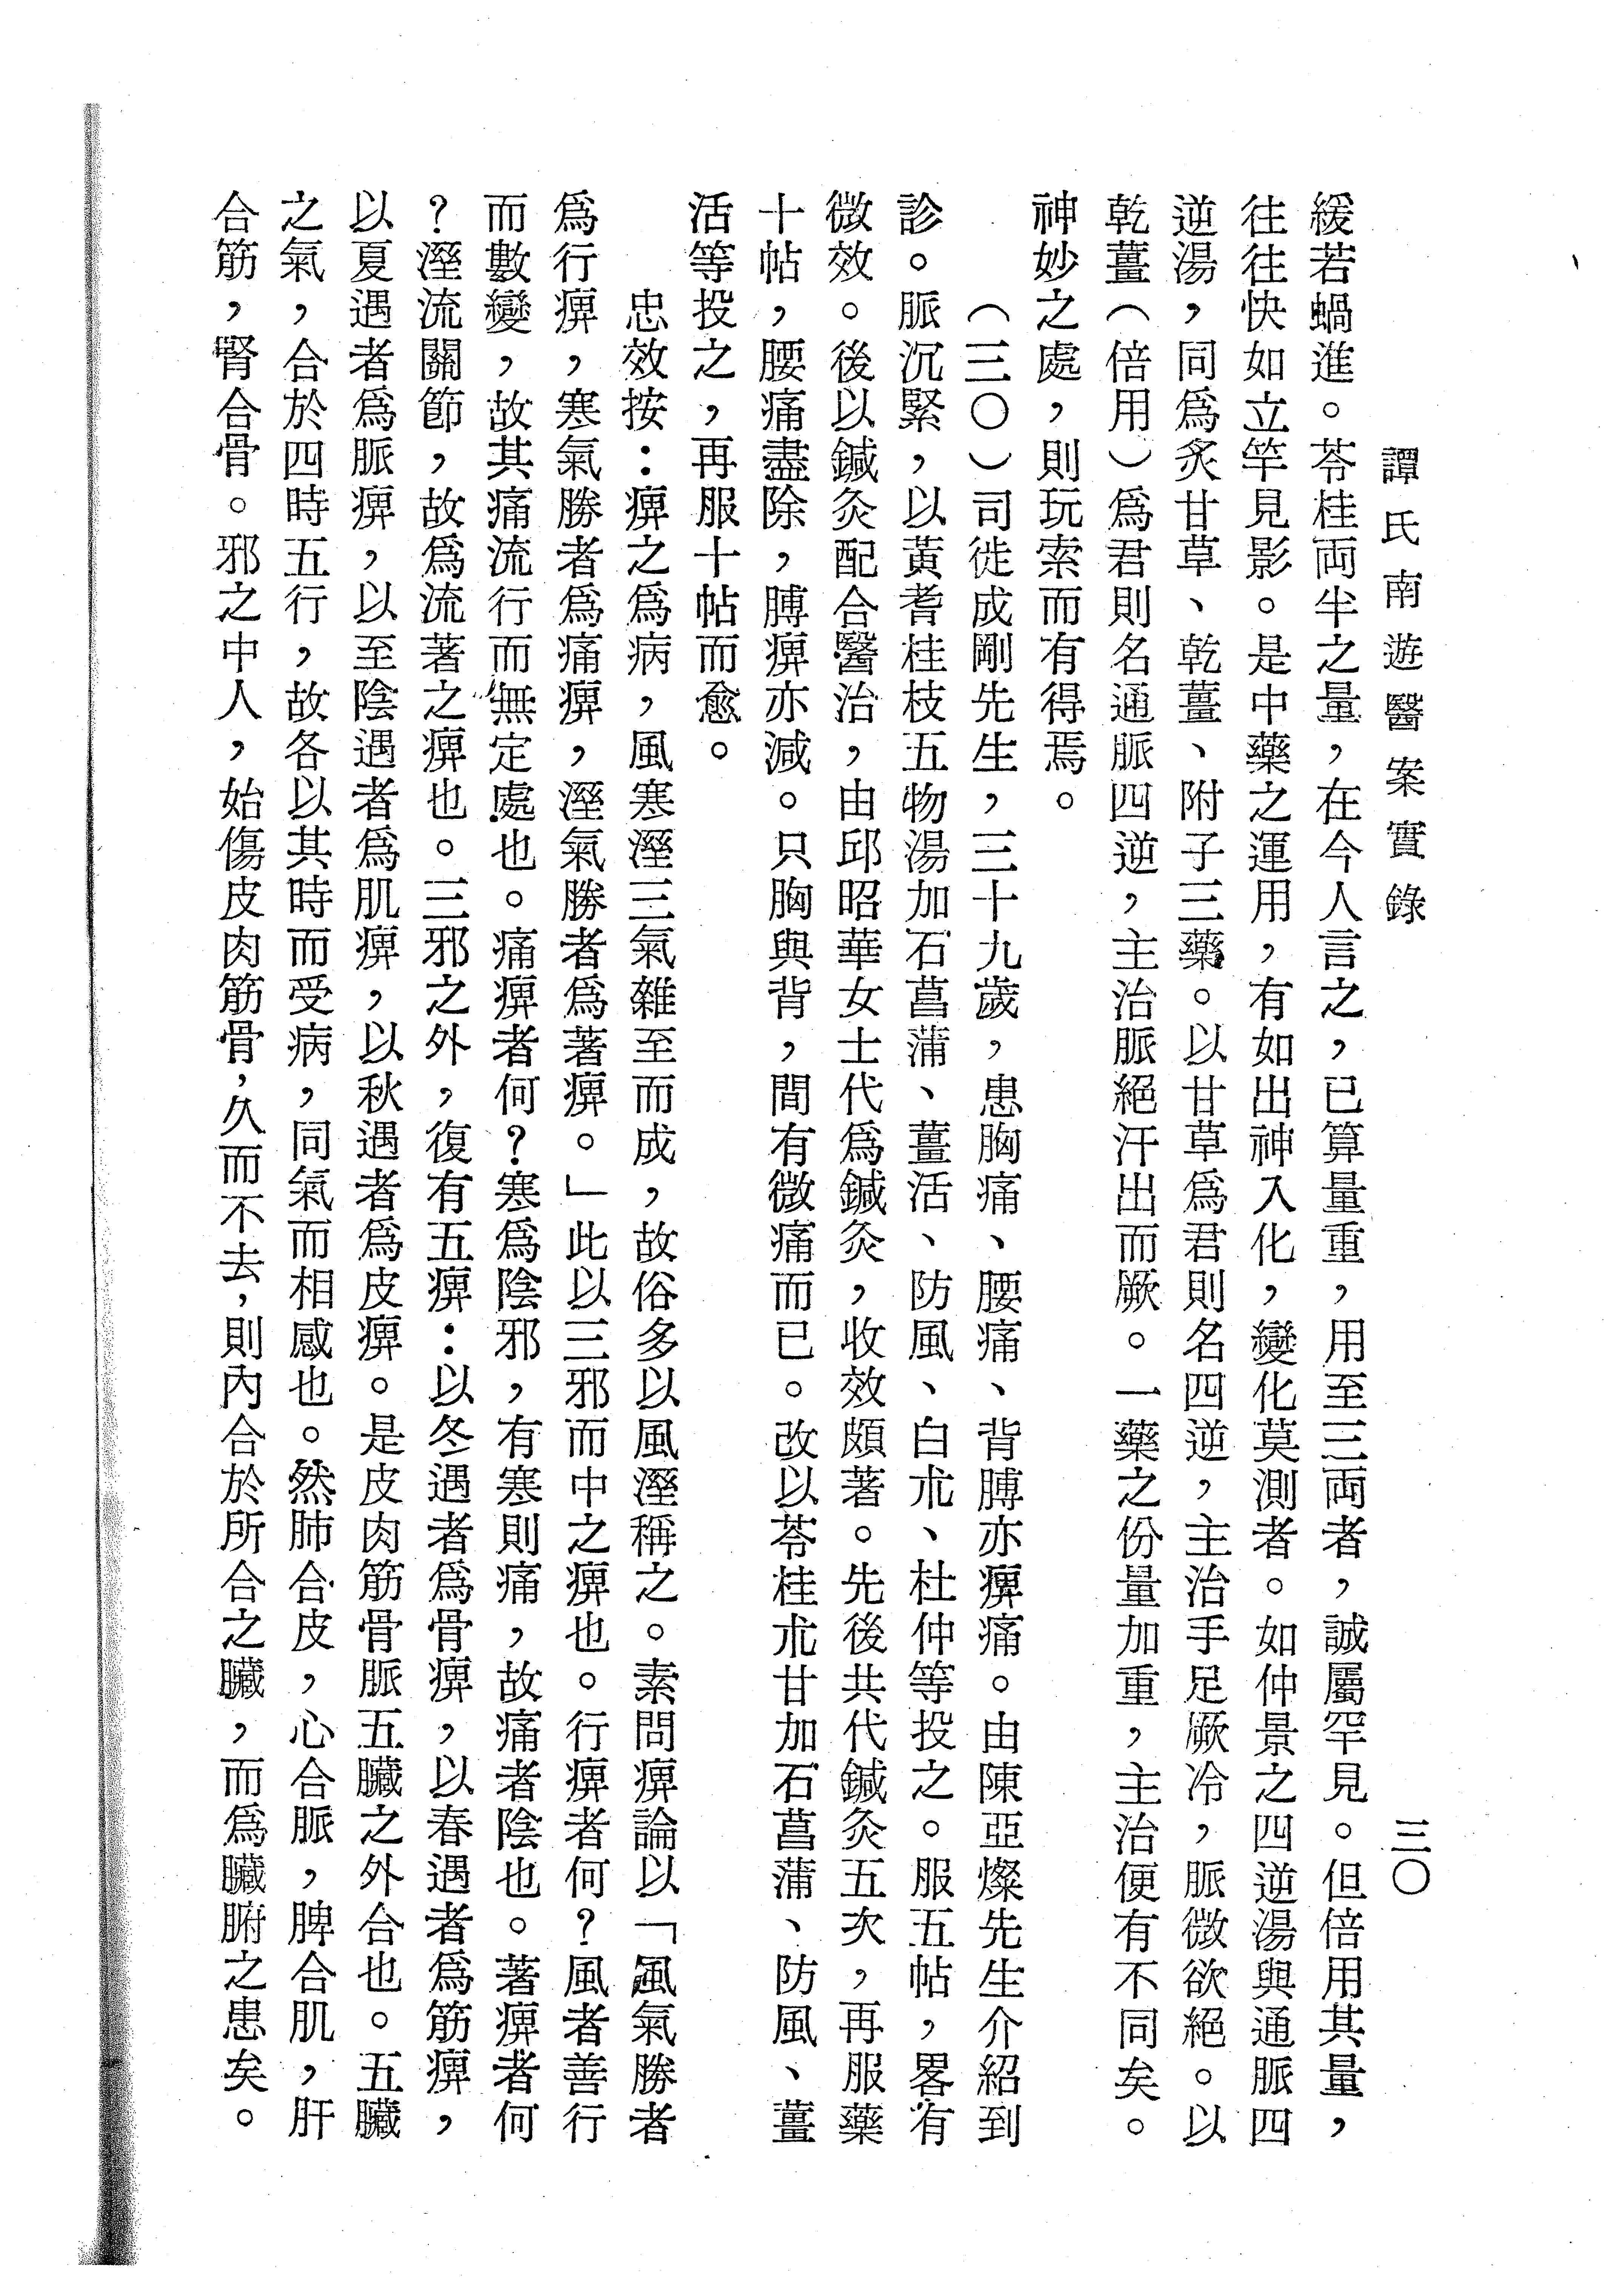 譚氏南遊醫案實錄
三〇
緩若蝸進。苓桂両半之量，在今人言之，已算量重，用至三両者，誠屬罕見。但倍用其量，
往往快如立竿見影。是中藥之運用，有如出神入化，變化莫測者。如仲景之四逆湯與通脈四
逆湯，同爲炙甘草、乾薑、附子三藥。以甘草爲君則名四逆，主治手足厥冷，脈微欲絕。以
乾薑（倍用）爲君則名通脈四逆，主治脈絕汗出而厥。一藥之份量加重，主治便有不同矣。
神妙之處，則玩索而有得焉。
（三〇）司徙成剛先生，三十九歲，患胸痛、腰痛、背膊亦痹痛。由陳亞燦先生介紹到
診。脈沉緊，以黃耆桂枝五物湯加石菖蒲、薑活、防風、白朮、杜仲等投之。服五帖，畧有
微效。後以鍼灸配合醫治，由邱昭華女士代爲鍼灸，收效頗著。先後共代鍼灸五次，再服藥
十帖，腰痛盡除，膊痹亦減。只胸與背，間有微痛而已。改以苓桂朮甘加石菖蒲、防風、薑
活等投之，再服十帖而愈。
忠效按：痹之爲病，風寒溼三氣雜至而成，故俗多以風溼稱之。素問痹論以「風氣勝者
爲行痹，寒氣勝者爲痛痹，溼氣勝者爲著痹。」此以三邪而中之痹也。行痹者何？風者善行
而數變，故其痛流行而無定處也。痛痹者何？寒爲陰邪，有寒則痛，故痛者陰也。著痹者何
？溼流關節，故爲流著之痹也。三邪之外，復有五痹：以冬遇者爲骨痹，以春遇者爲筋痹，
以夏遇者爲脈痹，以至陰遇者爲肌痹，以秋遇者爲皮痹。是皮肉筋骨脈五臟之外合也。五臟
之氣，合於四時五行，故各以其時而受病，同氣而相感也。然肺合皮，心合脈，脾合肌，肝
合筋，腎合骨。邪之中人，始傷皮肉筋骨，久而不去，則內合於所合之臟，而爲臟腑之患矣。